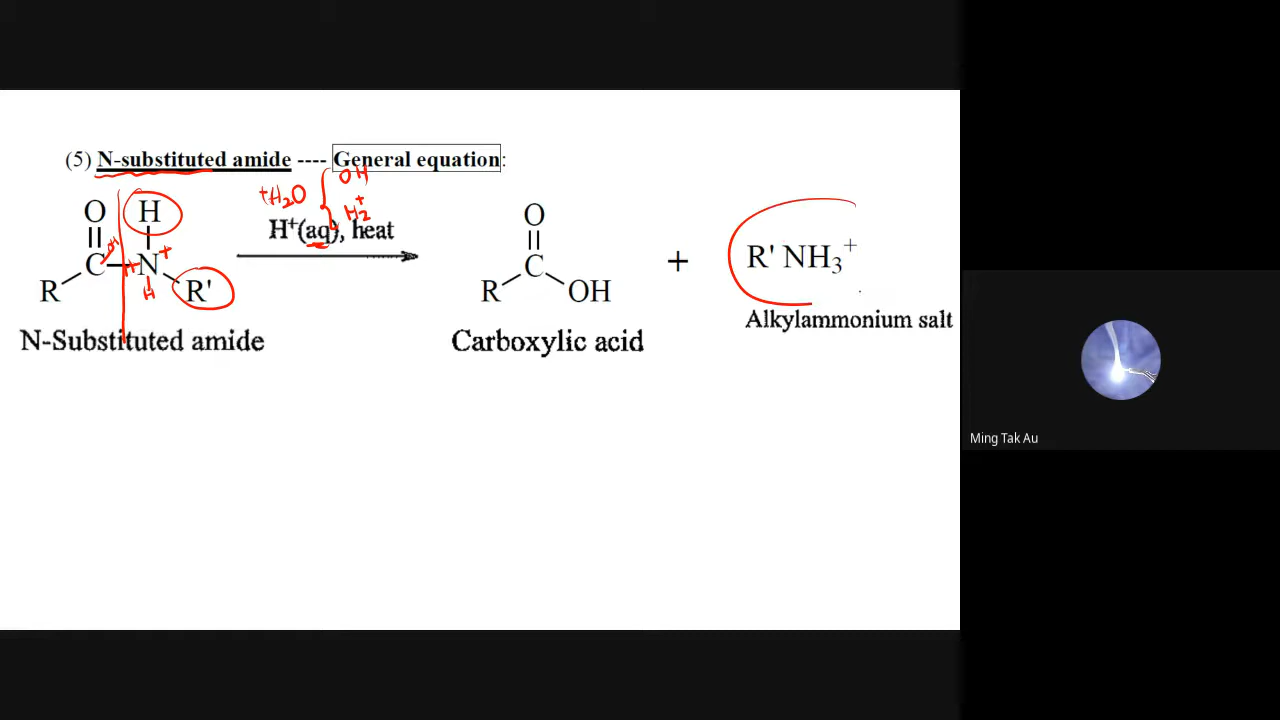 (5) N-substituted amide ---- General equation:
+H2O { OH
H2+
O H O
H+(aq), heat
R C N R' OH H + H
R C OH + R' NH3+
N-Substituted amide Carboxylic acid Alkylammonium salt
Ming Tak Au